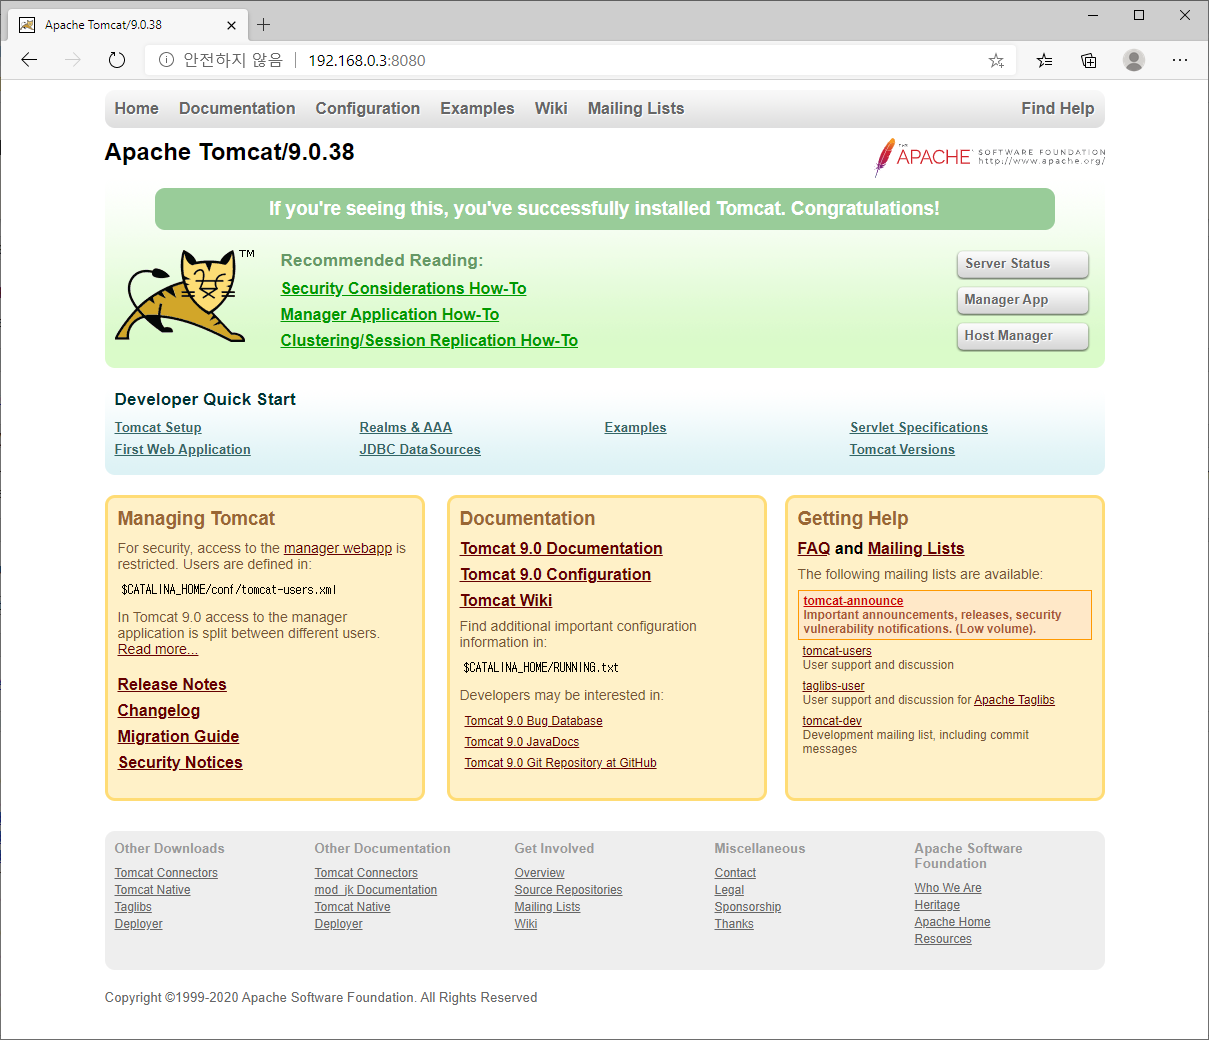 Apache Tomcat/9.0.38
안전하지 않음 192.168.0.3:8080
Home Documentation Configuration Examples Wiki Mailing Lists Find Help
Apache Tomcat/9.0.38
THE APACHE SOFTWARE FOUNDATION
http://www.apache.org/
If you're seeing this, you've successfully installed Tomcat. Congratulations!
TM
Recommended Reading:
Security Considerations How-To
Manager Application How-To
Clustering/Session Replication How-To
Server Status
Manager App
Host Manager
Developer Quick Start
Tomcat Setup
First Web Application
Realms & AAA
JDBC DataSources
Examples
Servlet Specifications
Tomcat Versions
Managing Tomcat
For security, access to the manager webapp is
restricted. Users are defined in:
$CATALINA_HOME/conf/tomcat-users.xml
In Tomcat 9.0 access to the manager
application is split between different users.
Read more...
Release Notes
Changelog
Migration Guide
Security Notices
Documentation
Tomcat 9.0 Documentation
Tomcat 9.0 Configuration
Tomcat Wiki
Find additional important configuration
information in:
$CATALINA_HOME/RUNNING.txt
Developers may be interested in:
Tomcat 9.0 Bug Database
Tomcat 9.0 JavaDocs
Tomcat 9.0 Git Repository at GitHub
Getting Help
FAQ and Mailing Lists
The following mailing lists are available:
tomcat-announce
Important announcements, releases, security
vulnerability notifications. (Low volume).
tomcat-users
User support and discussion
taglibs-user
User support and discussion for Apache Taglibs
tomcat-dev
Development mailing list, including commit
messages
Other Downloads
Tomcat Connectors
Tomcat Native
Taglibs
Deployer
Other Documentation
Tomcat Connectors
mod_jk Documentation
Tomcat Native
Deployer
Get Involved
Overview
Source Repositories
Mailing Lists
Wiki
Miscellaneous
Contact
Legal
Sponsorship
Thanks
Apache Software
Foundation
Who We Are
Heritage
Apache Home
Resources
Copyright ©1999-2020 Apache Software Foundation. All Rights Reserved